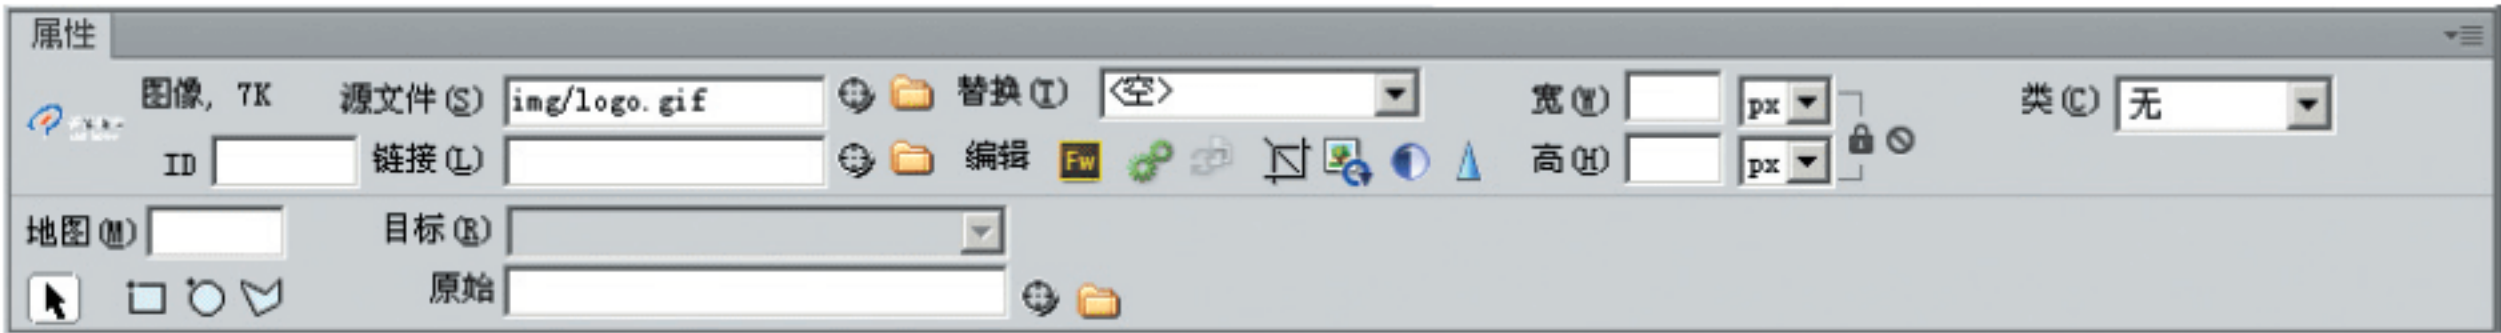 属性
图像, 7K 源文件(S) img/logo.gif 替换(T) <空> 宽(W) px 类(C) 无
ID 链接(L) 编辑 Fw 高(H) px
地图(M) 目标(R)
原始